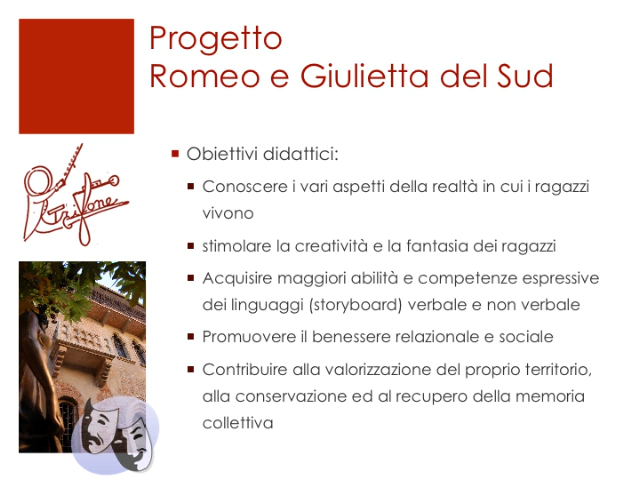 Progetto
Romeo e Giulietta del Sud
Trifone
Obiettivi didattici:
Conoscere i vari aspetti della realtà in cui i ragazzi
vivono
stimolare la creatività e la fantasia dei ragazzi
Acquisire maggiori abilità e competenze espressive
dei linguaggi (storyboard) verbale e non verbale
Promuovere il benessere relazionale e sociale
Contribuire alla valorizzazione del proprio territorio,
alla conservazione ed al recupero della memoria
collettiva